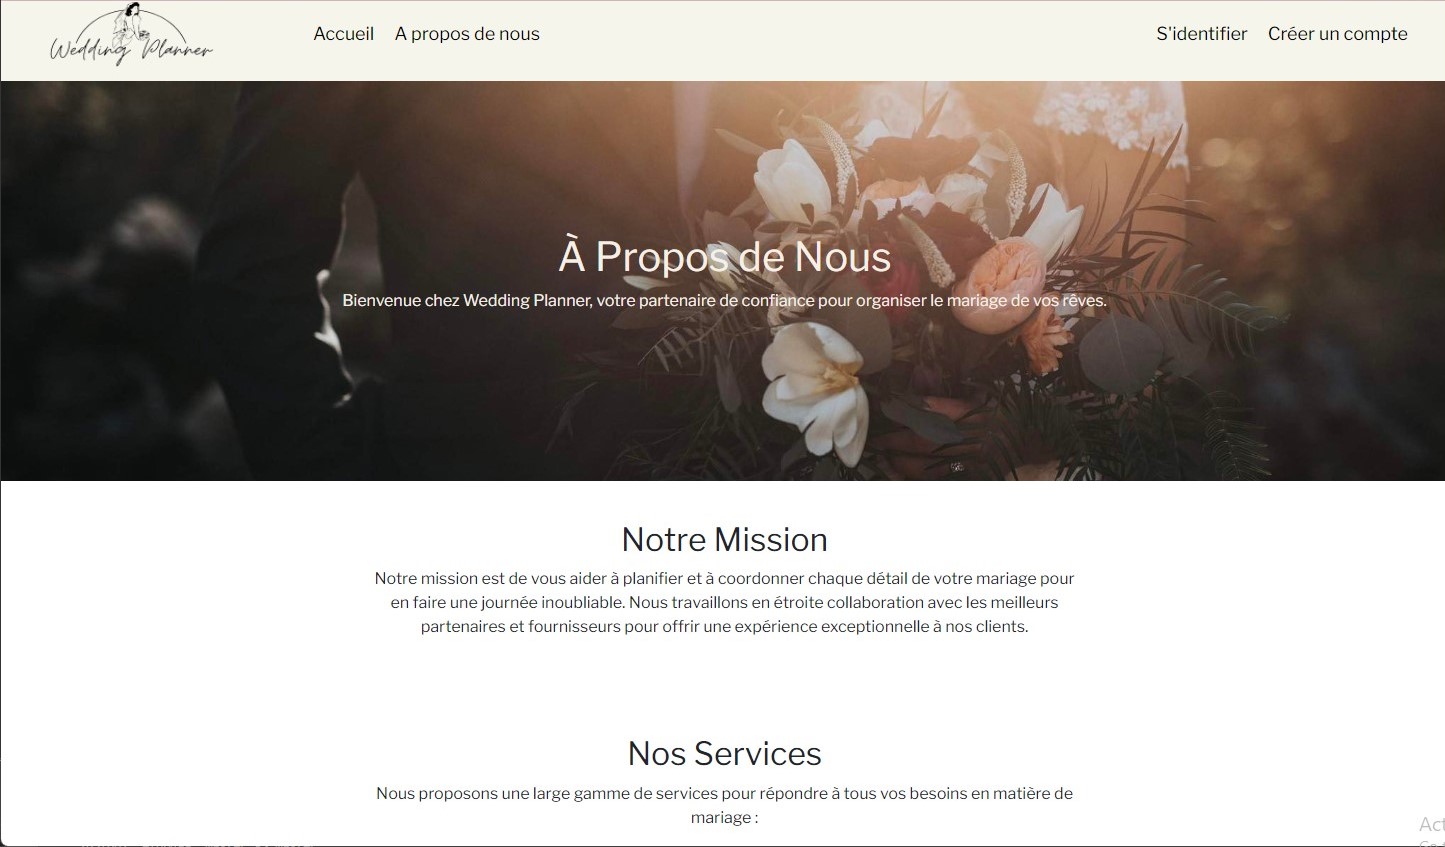 Wedding Planner
Accueil
A propos de nous
S'identifier
Créer un compte
À Propos de Nous
Bienvenue chez Wedding Planner, votre partenaire de confiance pour organiser le mariage de vos rêves.
Notre Mission
Notre mission est de vous aider à planifier et à coordonner chaque détail de votre mariage pour
en faire une journée inoubliable. Nous travaillons en étroite collaboration avec les meilleurs
partenaires et fournisseurs pour offrir une expérience exceptionnelle à nos clients.
Nos Services
Nous proposons une large gamme de services pour répondre à tous vos besoins en matière de
mariage :
Act